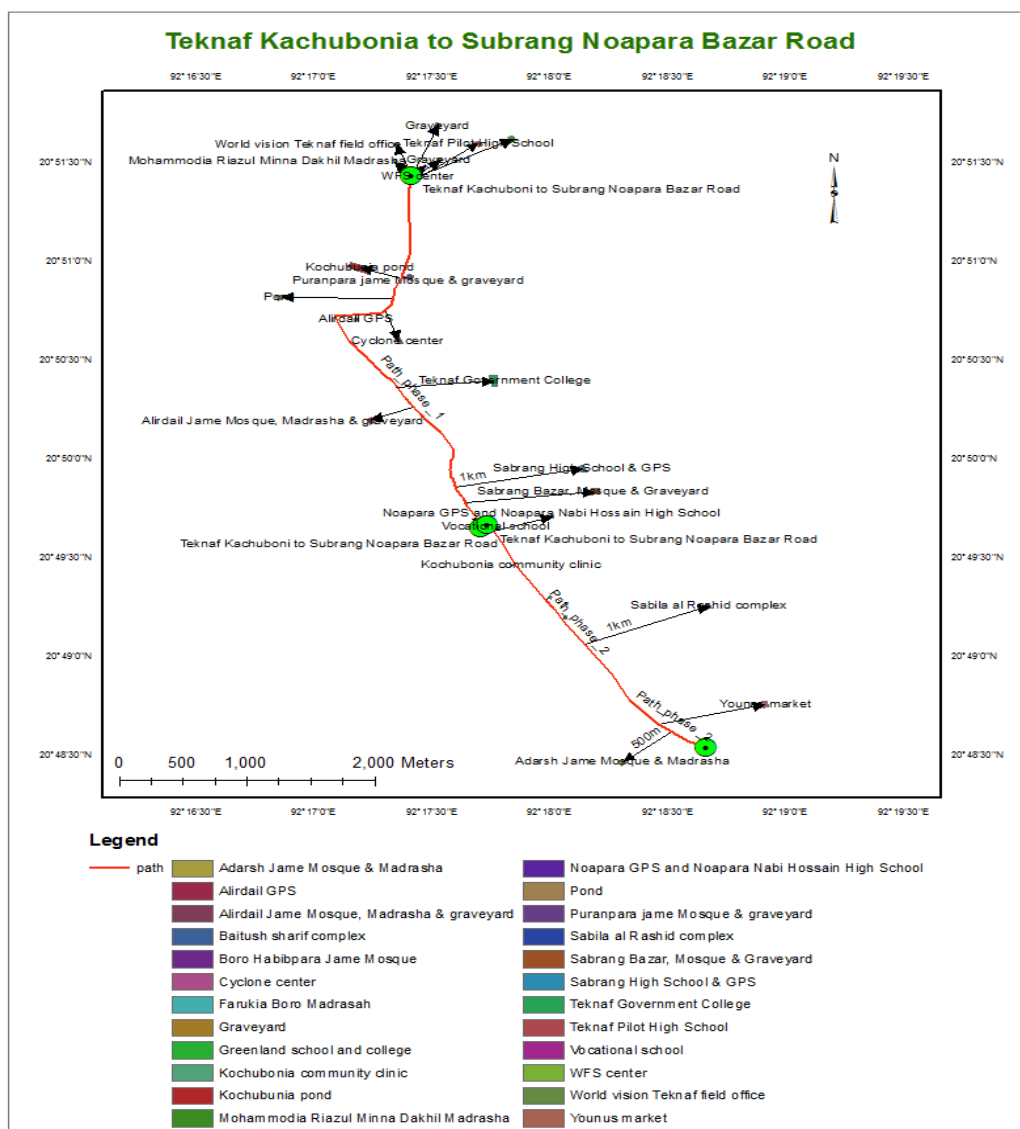 Teknaf Kachubonia to Subrang Noapara Bazar Road
92°16'30"E 92°17'0"E 92°17'30"E 92°18'0"E 92°18'30"E 92°19'0"E 92°19'30"E
Graveyard
World vision Teknaf field office
Teknaf Pilot High School
20°51'30"N
Mohammodia Riazul Minna Dakhil Madrasha
Graveyard
20°51'30"N
N
WFS center
Teknaf Kachuboni to Subrang Noapara Bazar Road
20°51'0"N
Kochubunia pond
20°51'0"N
Puranpara jame Mosque & graveyard
Pond
Alirdail GPS
Cyclone center
20°50'30"N
20°50'30"N
Path_phase_1
Teknaf Government College
Alirdail Jame Mosque, Madrasha & graveyard
20°50'0"N
20°50'0"N
Sabrang High School & GPS
1km
Sabrang Bazar, Mosque & Graveyard
Noapara GPS and Noapara Nabi Hossain High School
Vocational school
Teknaf Kachuboni to Subrang Noapara Bazar Road
Teknaf Kachuboni to Subrang Noapara Bazar Road
20°49'30"N
20°49'30"N
Kochubonia community clinic
Path_phase_2
Sabila al Rashid complex
1km
20°49'0"N
20°49'0"N
Path_phase_2
Younus market
500m
20°48'30"N
20°48'30"N
Adarsh Jame Mosque & Madrasha
0 500 1,000 2,000 Meters
92°16'30"E 92°17'0"E 92°17'30"E 92°18'0"E 92°18'30"E 92°19'0"E 92°19'30"E
Legend
path
Adarsh Jame Mosque & Madrasha
Alirdail GPS
Alirdail Jame Mosque, Madrasha & graveyard
Baitush sharif complex
Boro Habibpara Jame Mosque
Cyclone center
Farukia Boro Madrasah
Graveyard
Greenland school and college
Kochubonia community clinic
Kochubunia pond
Mohammodia Riazul Minna Dakhil Madrasha
Noapara GPS and Noapara Nabi Hossain High School
Pond
Puranpara jame Mosque & graveyard
Sabila al Rashid complex
Sabrang Bazar, Mosque & Graveyard
Sabrang High School & GPS
Teknaf Government College
Teknaf Pilot High School
Vocational school
WFS center
World vision Teknaf field office
Younus market